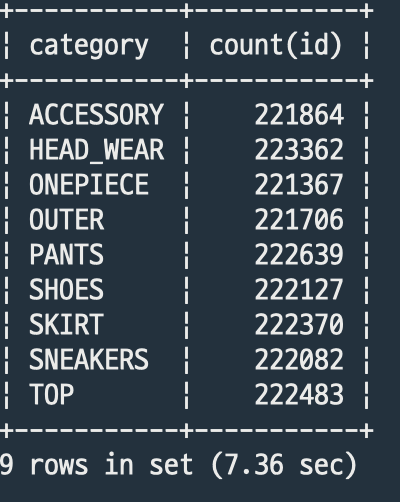 +-----------+-----------+
| category | count(id) |
+-----------+-----------+
| ACCESSORY | 221864 |
| HEAD_WEAR | 223362 |
| ONEPIECE | 221367 |
| OUTER | 221706 |
| PANTS | 222639 |
| SHOES | 222127 |
| SKIRT | 222370 |
| SNEAKERS | 222082 |
| TOP | 222483 |
+-----------+-----------+
9 rows in set (7.36 sec)